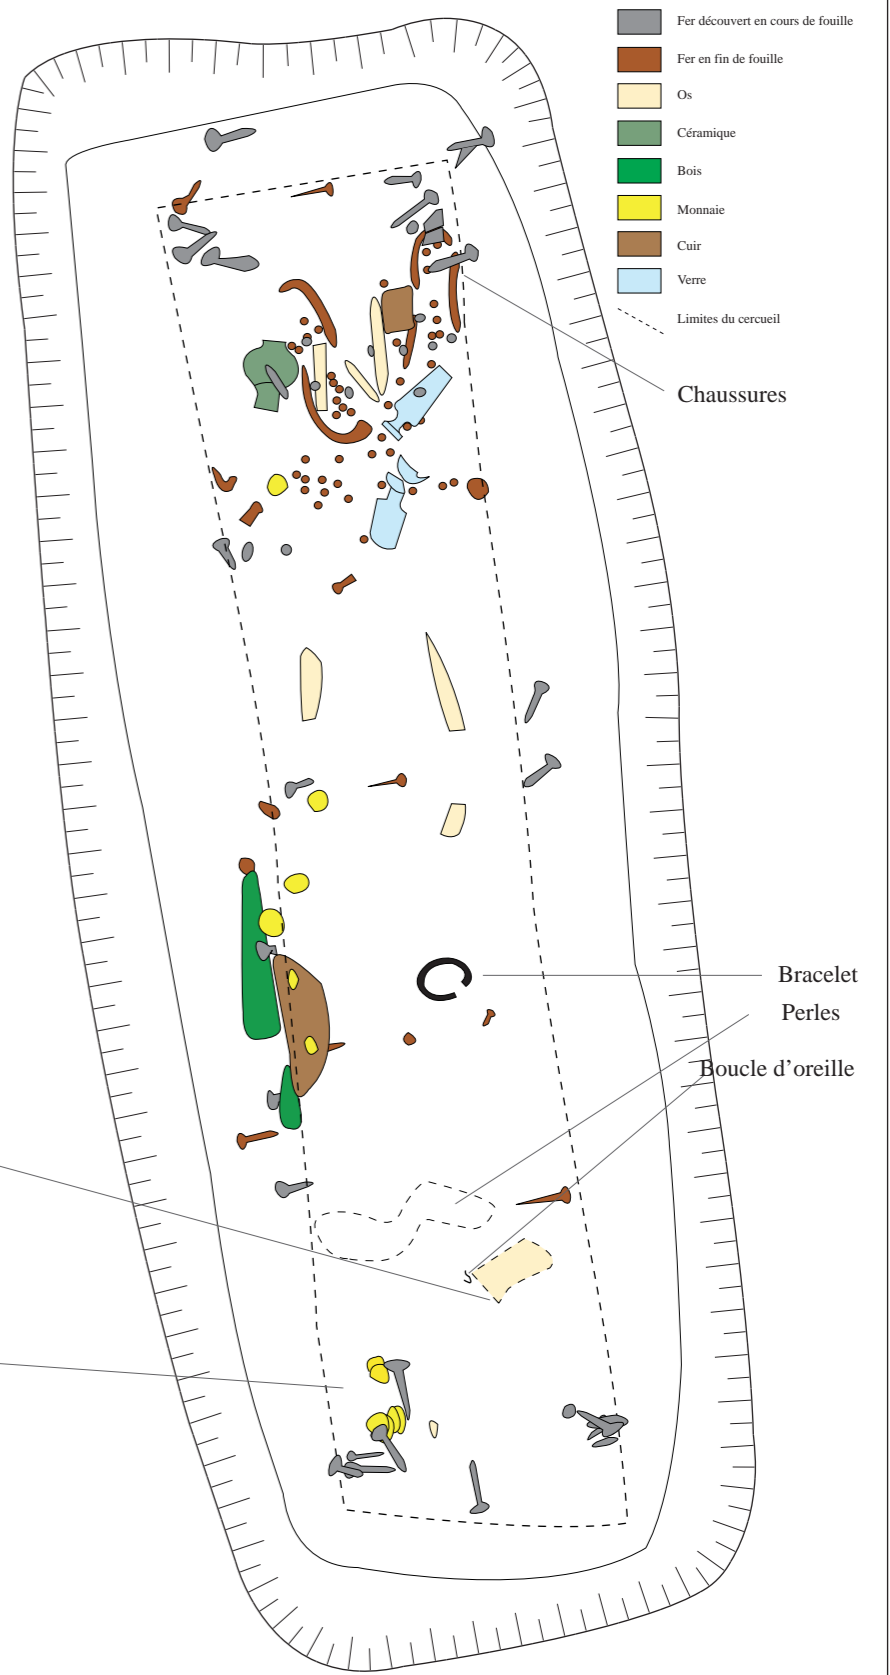 Fer découvert en cours de fouille
Fer en fin de fouille
Os
Céramique
Bois
Monnaie
Cuir
Verre
Limites du cercueil
Chaussures
Bracelet
Perles
Boucle d'oreille